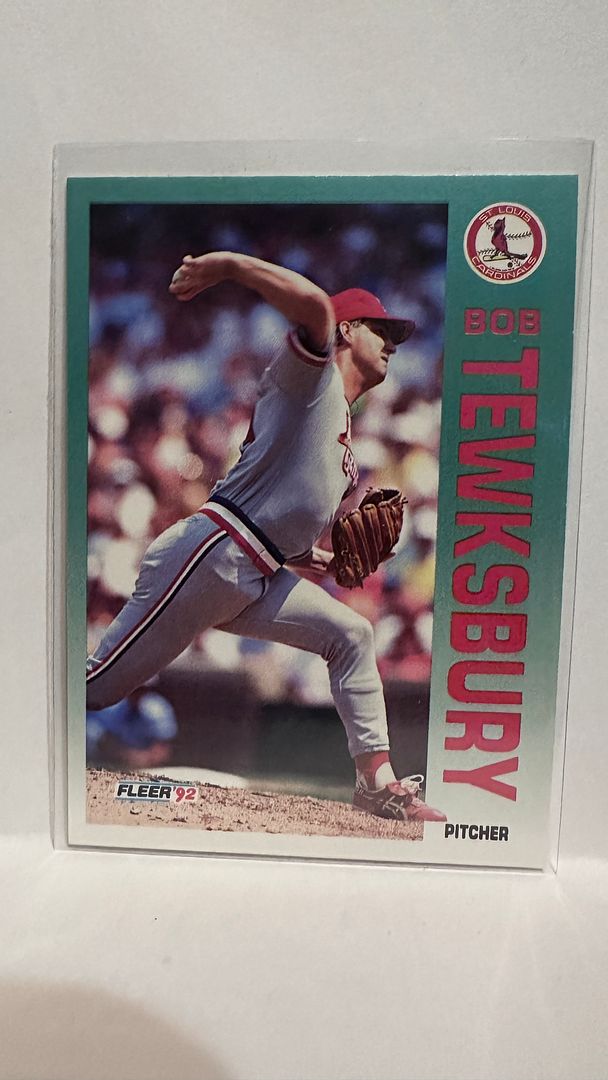 ST. LOUIS
CARDINALS
BOB
TEWKSBURY
FLEER '92
PITCHER